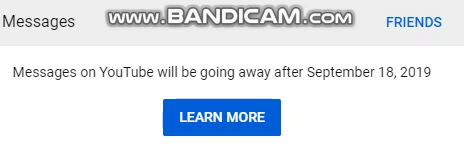 www.BANDICAM.com
Messages
FRIENDS
Messages on YouTube will be going away after September 18, 2019
LEARN MORE